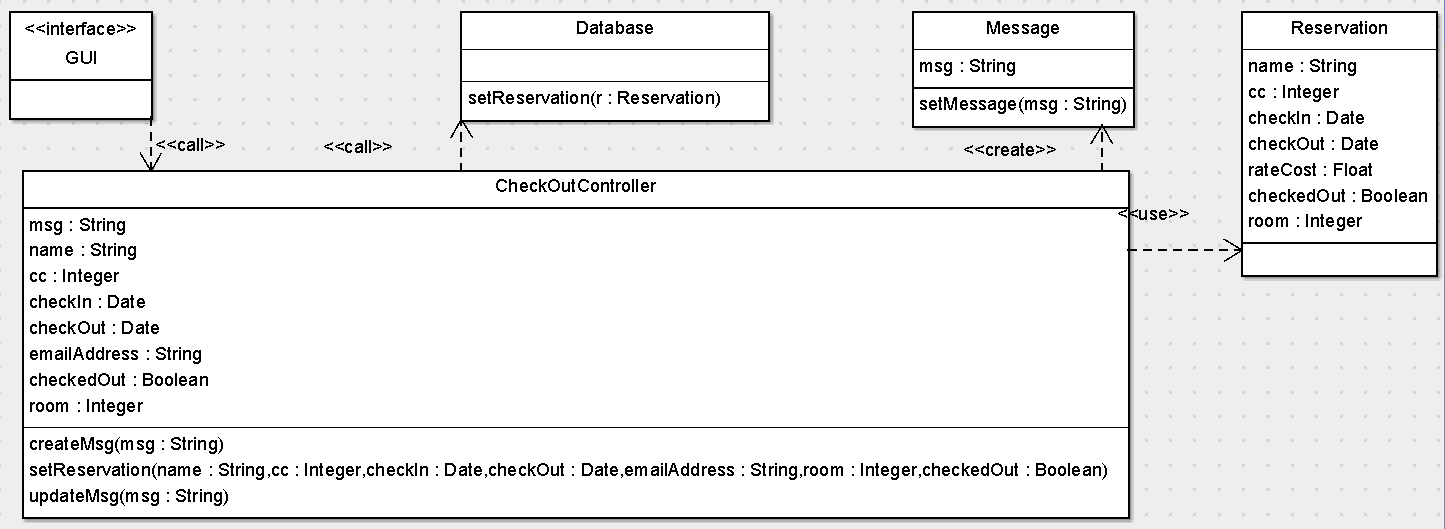 <<interface>>
GUI
Database
setReservation(r : Reservation)
Message
msg : String
setMessage(msg : String)
Reservation
name : String
cc : Integer
checkIn : Date
checkOut : Date
rateCost : Float
checkedOut : Boolean
room : Integer
<<call>>
<<call>>
<<create>>
<<use>>
CheckOutController
msg : String
name : String
cc : Integer
checkIn : Date
checkOut : Date
emailAddress : String
checkedOut : Boolean
room : Integer
createMsg(msg : String)
setReservation(name : String,cc : Integer,checkIn : Date,checkOut : Date,emailAddress : String,room : Integer,checkedOut : Boolean)
updateMsg(msg : String)